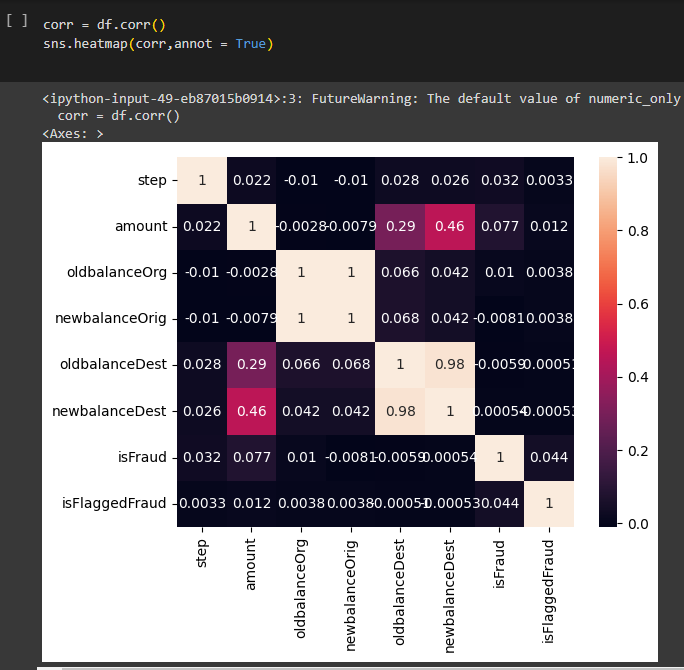 [ ]
corr = df.corr()
sns.heatmap(corr,annot = True)
<ipython-input-49-eb87015b0914>:3: FutureWarning: The default value of numeric_only
corr = df.corr()
<Axes: >
step 1 0.022 -0.01 -0.01 0.028 0.026 0.032 0.0033
amount 0.022 1 -0.0028 -0.0079 0.29 0.46 0.077 0.012
oldbalanceOrg -0.01 -0.0028 1 1 0.066 0.042 0.01 0.0038
newbalanceOrig -0.01 -0.0079 1 1 0.068 0.042 -0.0081 0.0038
oldbalanceDest 0.028 0.29 0.066 0.068 1 0.98 -0.0059 -0.00051
newbalanceDest 0.026 0.46 0.042 0.042 0.98 1 0.00054 -0.00053
isFraud 0.032 0.077 0.01 -0.0081 -0.0059 0.00054 1 0.044
isFlaggedFraud 0.0033 0.012 0.0038 0.0038 -0.00051 -0.00053 0.044 1
step amount oldbalanceOrg newbalanceOrig oldbalanceDest newbalanceDest isFraud isFlaggedFraud
1.0
0.8
0.6
0.4
0.2
0.0